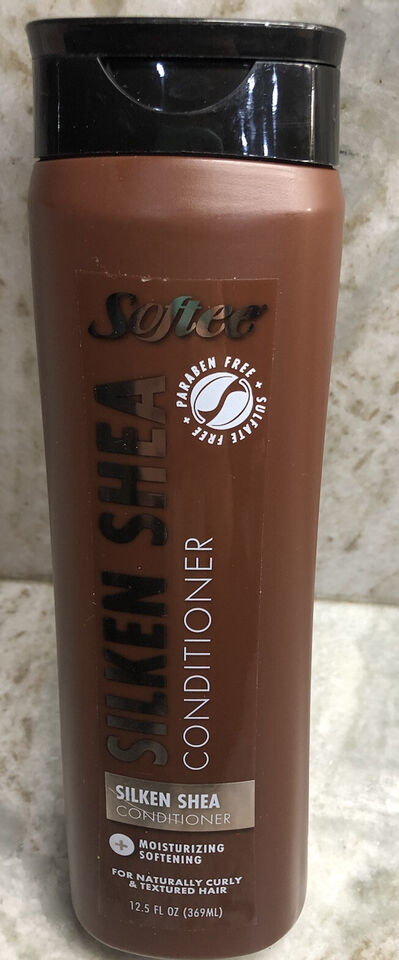 Softee
PARABEN FREE + SULFATE FREE +
SILKEN SHEA
CONDITIONER
SILKEN SHEA
CONDITIONER
+ MOISTURIZING
SOFTENING
FOR NATURALLY CURLY
& TEXTURED HAIR
12.5 FL OZ (369ML)